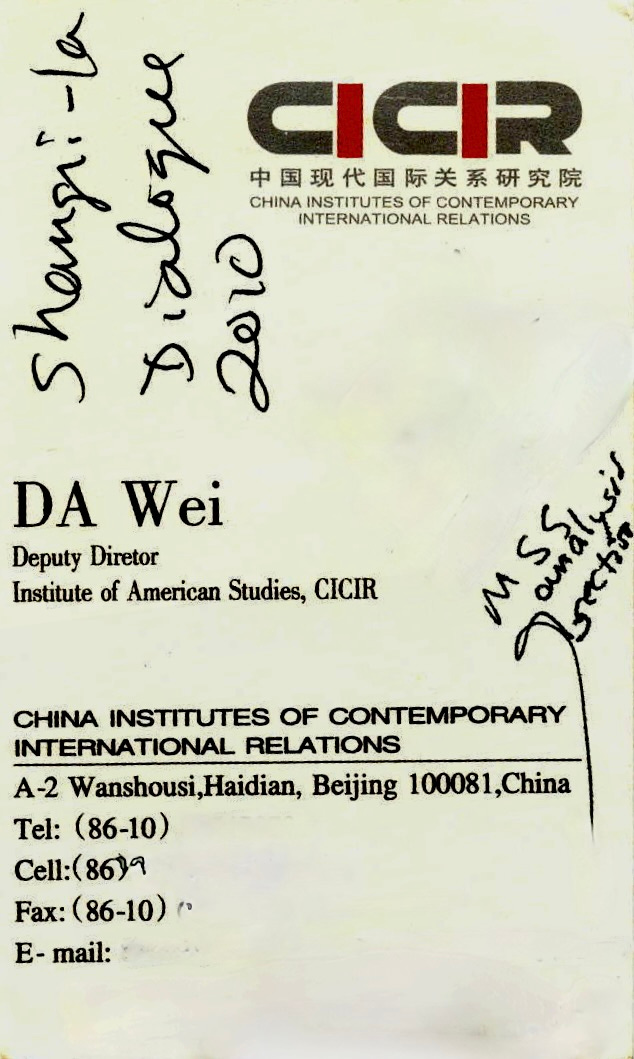 Shangri-la
Dialogue
2010
CICIR
中国现代国际关系研究院
CHINA INSTITUTES OF CONTEMPORARY
INTERNATIONAL RELATIONS
DA Wei
Deputy Diretor
Institute of American Studies, CICIR
MSS
analysis
section
CHINA INSTITUTES OF CONTEMPORARY
INTERNATIONAL RELATIONS
A-2 Wanshousi,Haidian, Beijing 100081,China
Tel: (86-10)
Cell:(86)
Fax: (86-10)
E- mail: